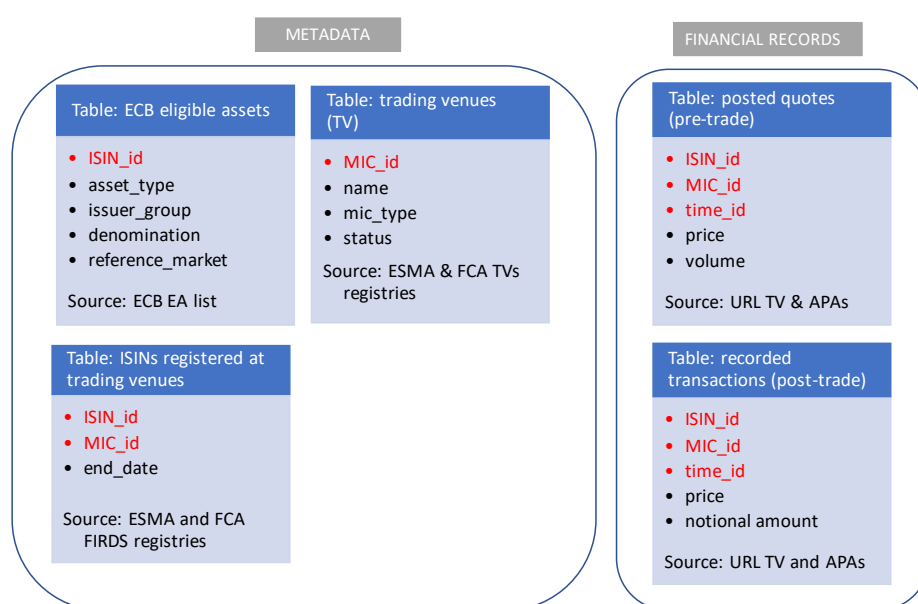 METADATA
Table: ECB eligible assets
• ISIN_id
• asset_type
• issuer_group
• denomination
• reference_market
Source: ECB EA list
Table: trading venues
(TV)
• MIC_id
• name
• mic_type
• status
Source: ESMA & FCA TVs
registries
Table: ISINs registered at
trading venues
• ISIN_id
• MIC_id
• end_date
Source: ESMA and FCA
FIRDS registries
FINANCIAL RECORDS
Table: posted quotes
(pre-trade)
• ISIN_id
• MIC_id
• time_id
• price
• volume
Source: URL TV & APAs
Table: recorded
transactions (post-trade)
• ISIN_id
• MIC_id
• time_id
• price
• notional amount
Source: URL TV and APAs